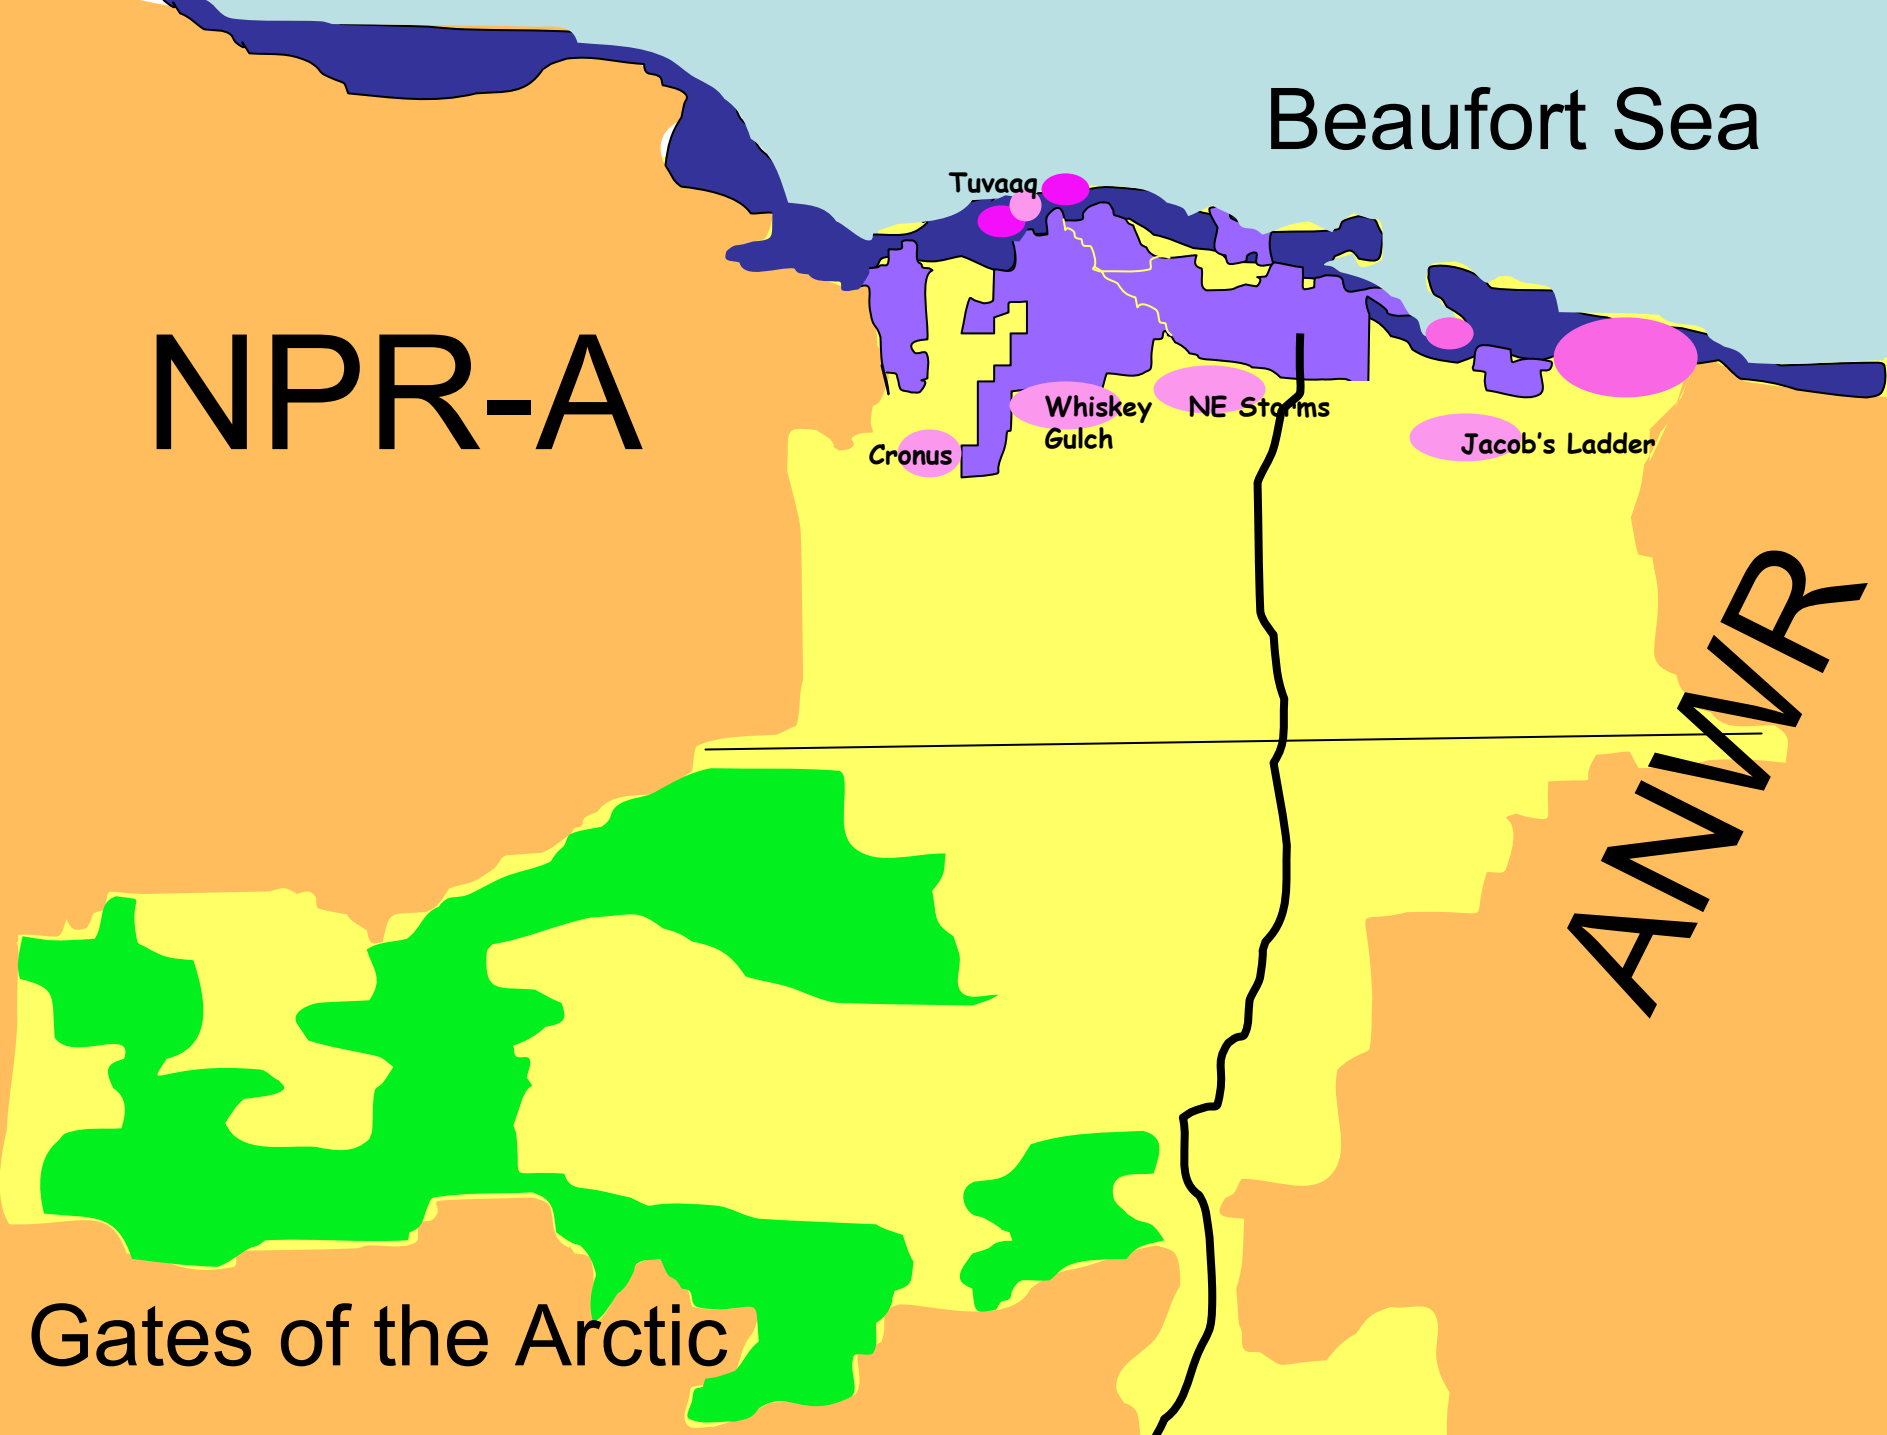 Beaufort Sea
Tuvaaq
NPR-A
Whiskey
Gulch
NE Storms
Cronus
Jacob's Ladder
ANWR
Gates of the Arctic